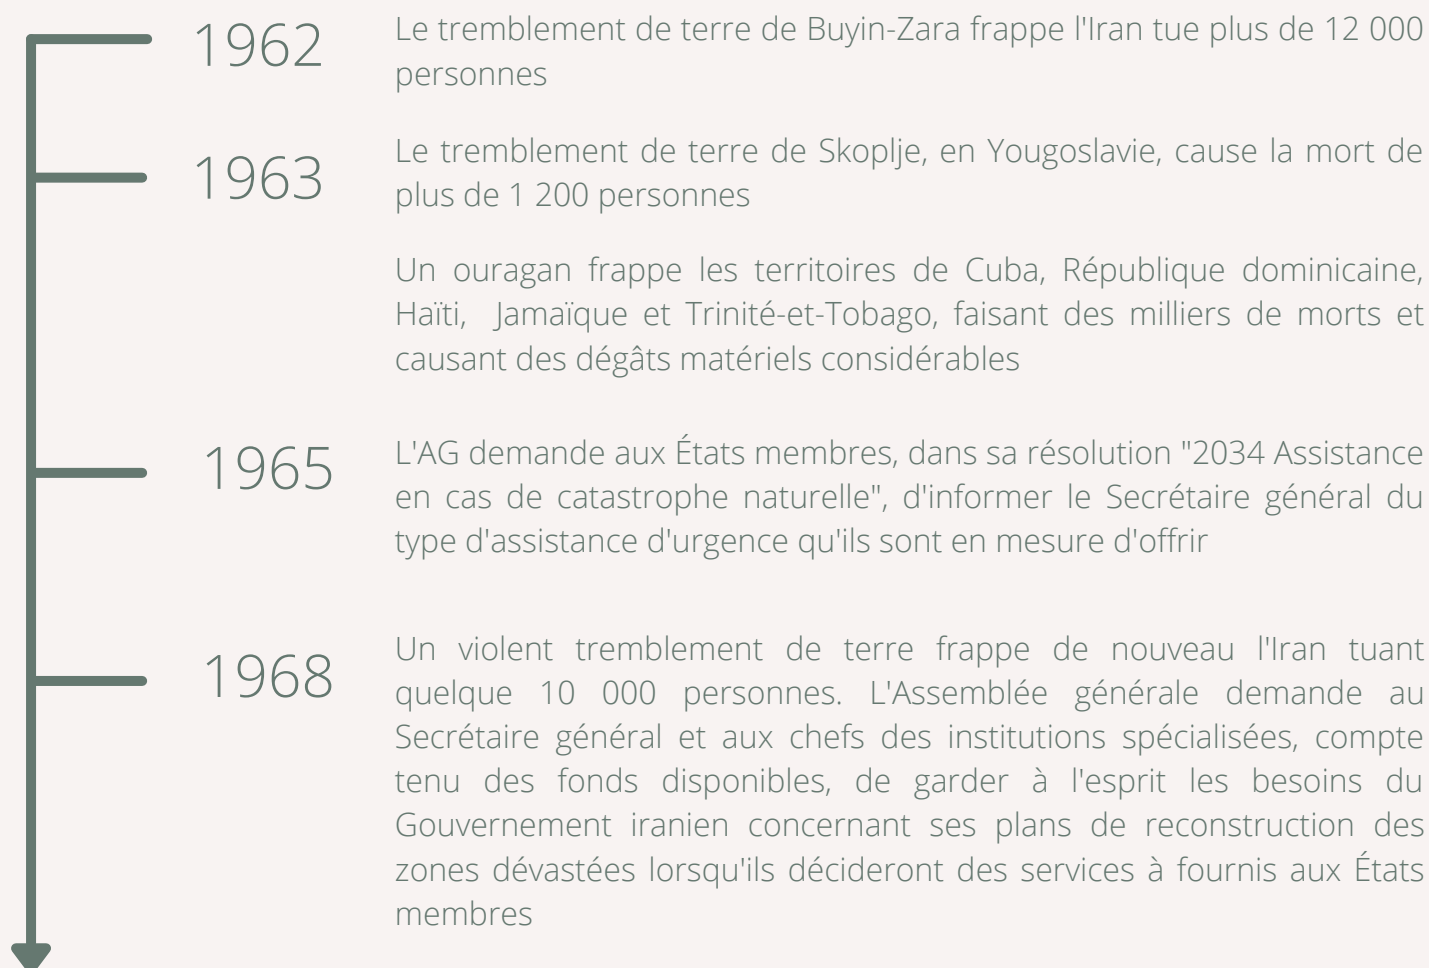 1962
Le tremblement de terre de Buyin-Zara frappe l'Iran tue plus de 12 000
personnes
1963
Le tremblement de terre de Skoplje, en Yougoslavie, cause la mort de
plus de 1 200 personnes
Un ouragan frappe les territoires de Cuba, République dominicaine,
Haïti, Jamaïque et Trinité-et-Tobago, faisant des milliers de morts et
causant des dégâts matériels considérables
1965
L'AG demande aux États membres, dans sa résolution "2034 Assistance
en cas de catastrophe naturelle", d'informer le Secrétaire général du
type d'assistance d'urgence qu'ils sont en mesure d'offrir
1968
Un violent tremblement de terre frappe de nouveau l'Iran tuant
quelque 10 000 personnes. L'Assemblée générale demande au
Secrétaire général et aux chefs des institutions spécialisées, compte
tenu des fonds disponibles, de garder à l'esprit les besoins du
Gouvernement iranien concernant ses plans de reconstruction des
zones dévastées lorsqu'ils décideront des services à fournis aux États
membres